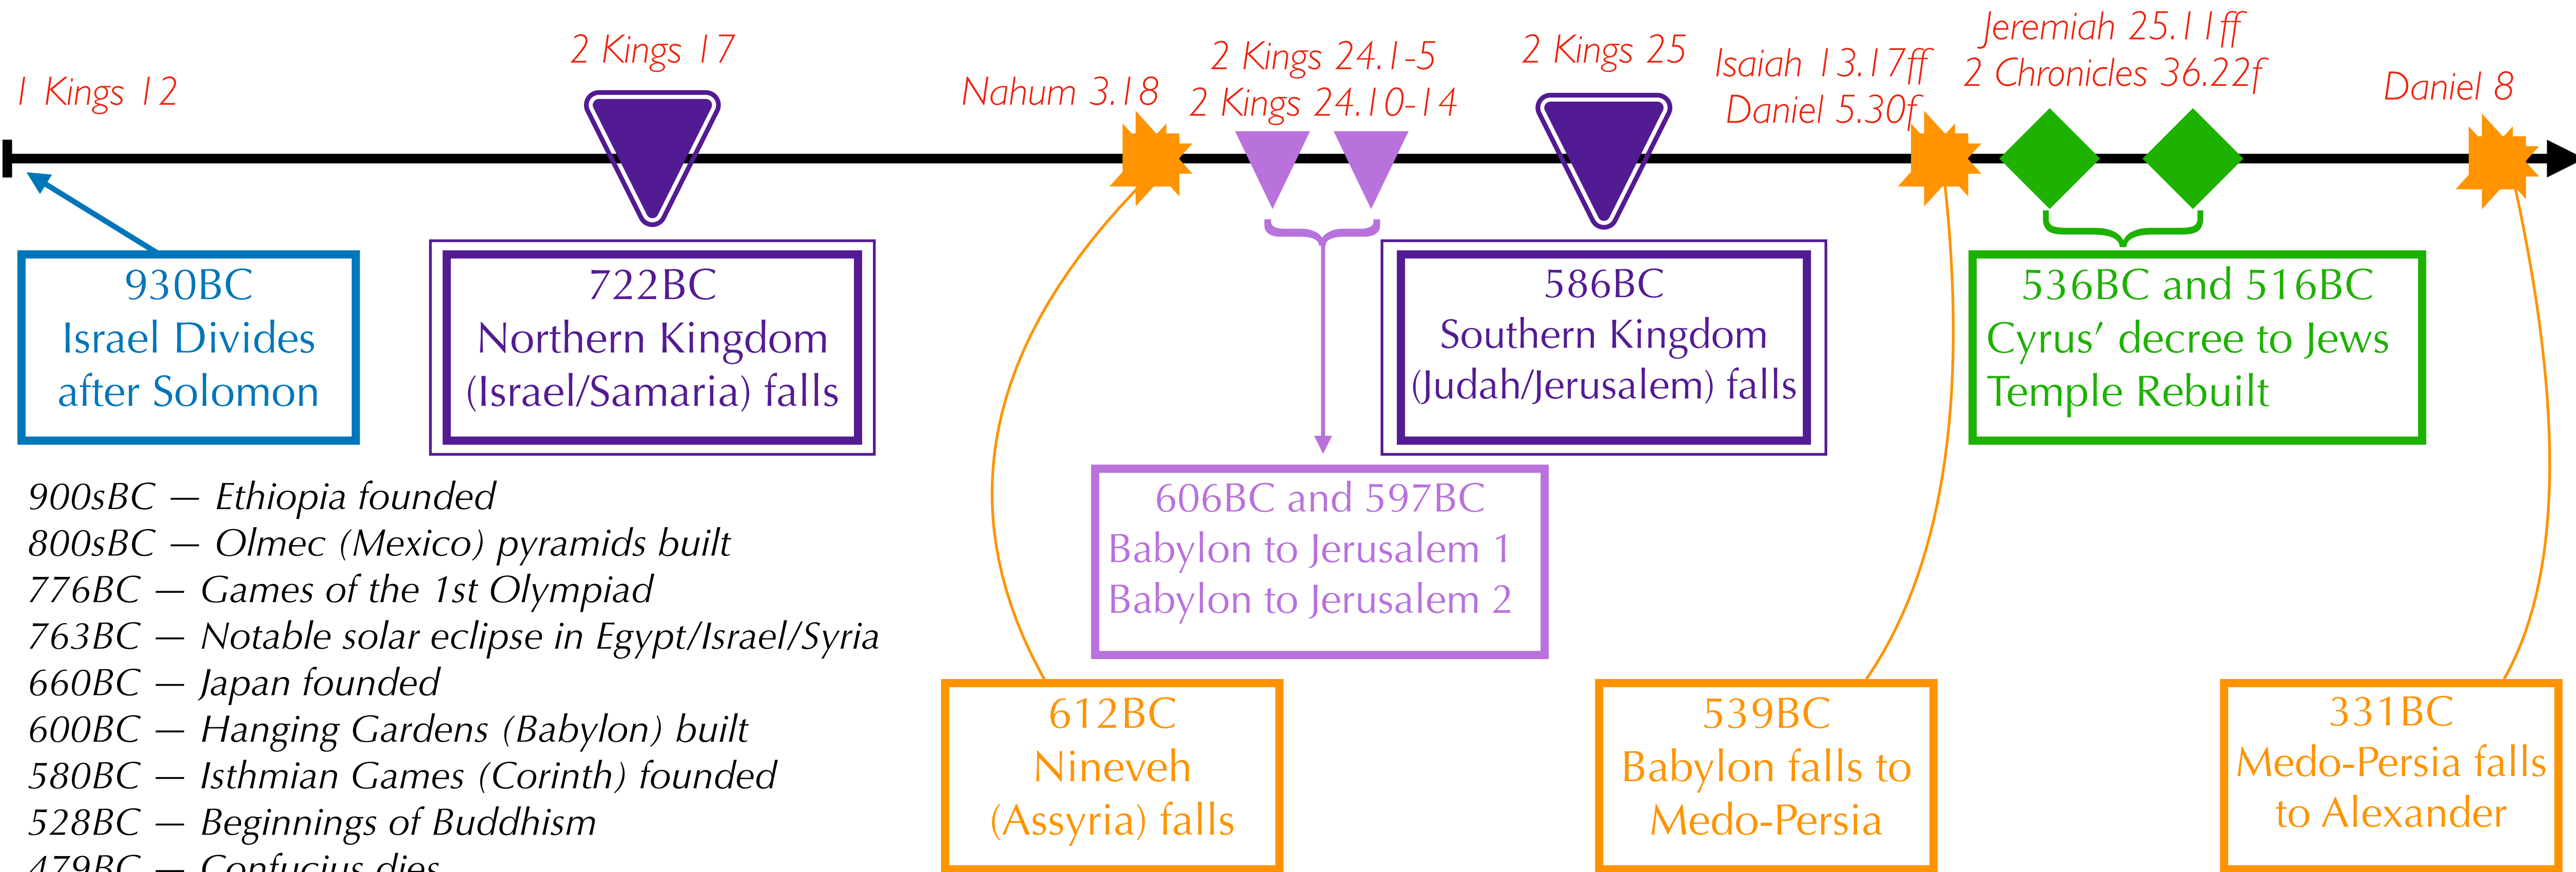 1 Kings 12
2 Kings 17
Nahum 3.18
2 Kings 24.1-5
2 Kings 24.10-14
2 Kings 25
Isaiah 13.17ff
Daniel 5.30f
Jeremiah 25.11ff
2 Chronicles 36.22f
Daniel 8
930BC
Israel Divides
after Solomon
722BC
Northern Kingdom
(Israel/Samaria) falls
586BC
Southern Kingdom
(Judah/Jerusalem) falls
536BC and 516BC
Cyrus’ decree to Jews
Temple Rebuilt
606BC and 597BC
Babylon to Jerusalem 1
Babylon to Jerusalem 2
612BC
Nineveh
(Assyria) falls
539BC
Babylon falls to
Medo-Persia
331BC
Medo-Persia falls
to Alexander
900sBC — Ethiopia founded
800sBC — Olmec (Mexico) pyramids built
776BC — Games of the 1st Olympiad
763BC — Notable solar eclipse in Egypt/Israel/Syria
660BC — Japan founded
600BC — Hanging Gardens (Babylon) built
580BC — Isthmian Games (Corinth) founded
528BC — Beginnings of Buddhism
479BC — Confucius dies